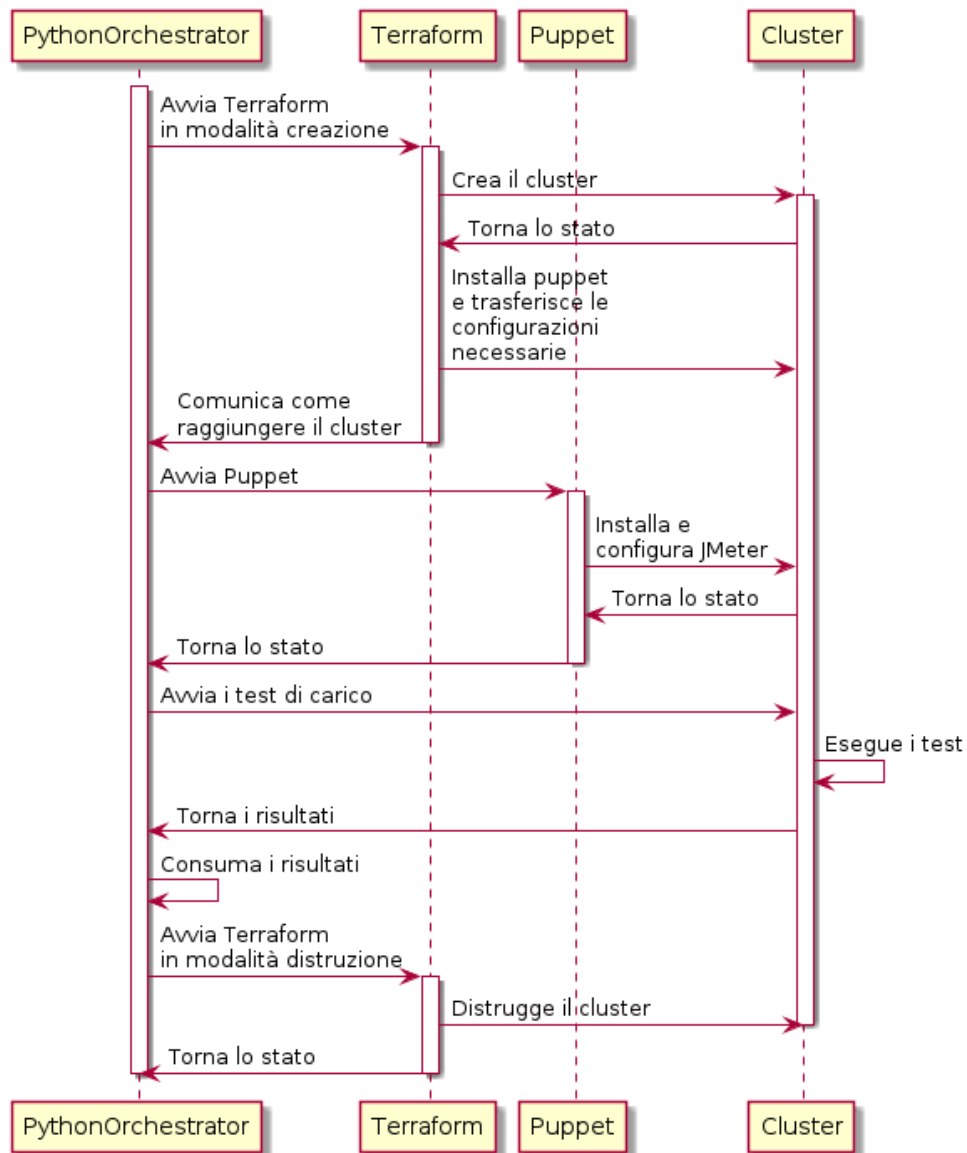 PythonOrchestrator
Terraform
Puppet
Cluster
Avvia Terraform
in modalità creazione
Crea il cluster
Torna lo stato
Installa puppet
e trasferisce le
configurazioni
necessarie
Comunica come
raggiungere il cluster
Avvia Puppet
Installa e
configura JMeter
Torna lo stato
Torna lo stato
Avvia i test di carico
Esegue i test
Torna i risultati
Consuma i risultati
Avvia Terraform
in modalità distruzione
Distrugge il cluster
Torna lo stato
PythonOrchestrator
Terraform
Puppet
Cluster